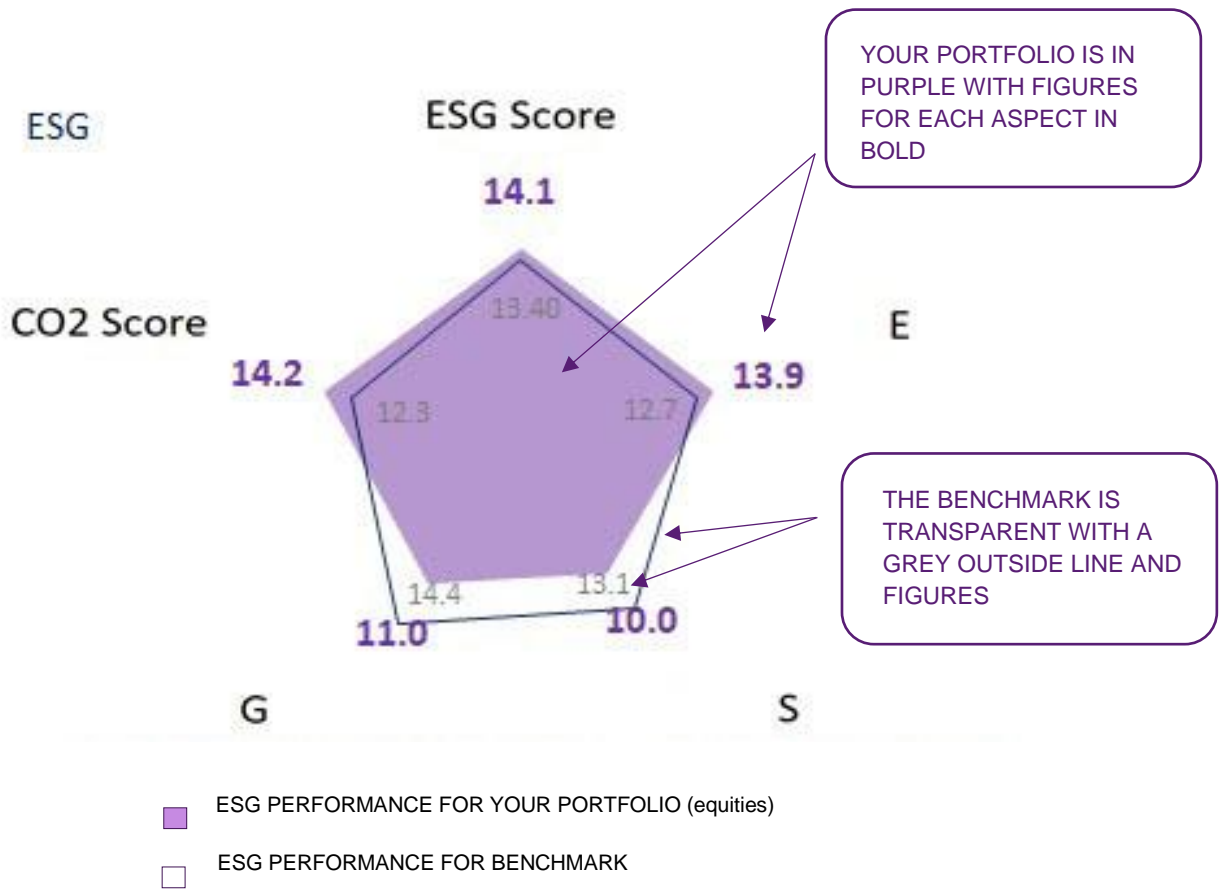 YOUR PORTFOLIO IS IN
PURPLE WITH FIGURES
FOR EACH ASPECT IN
BOLD
ESG
ESG Score
14.1
13.40
CO2 Score
E
14.2
13.9
12.3
12.7
THE BENCHMARK IS
TRANSPARENT WITH A
GREY OUTSIDE LINE AND
FIGURES
14.4
13.1
11.0
10.0
G
S
ESG PERFORMANCE FOR YOUR PORTFOLIO (equities)
ESG PERFORMANCE FOR BENCHMARK